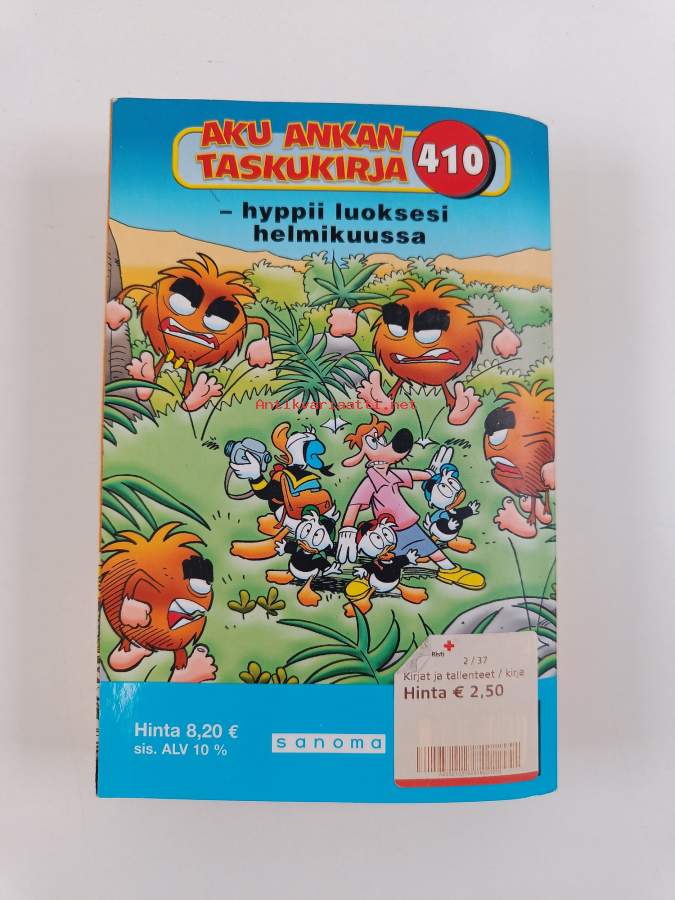 AKU ANKAN
TASKUKIRJA
410
– hyppii luoksesi
helmikuussa
Antikvariaatti.net
Risti
2 / 37
Kirjat ja tallenteet / kirja
Hinta € 2,50
Hinta 8,20 €
sis. ALV 10 %
sanoma